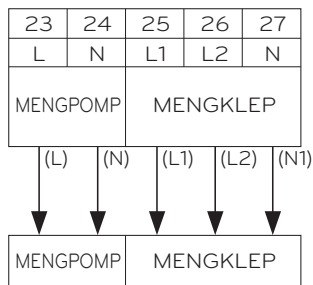 23 24 25 26 27
L N L1 L2 N
MENGPOMP MENGKLEP
(L) (N) (L1) (L2) (N1)
MENGPOMP MENGKLEP